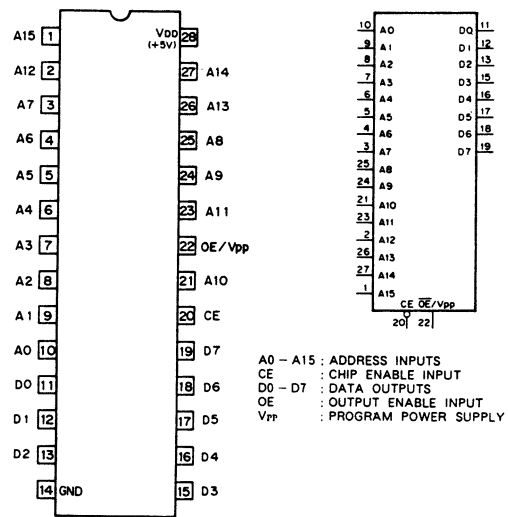 A15 1
VDD 28
(+5V)
A12 2
27 A14
A7 3
26 A13
A6 4
25 A8
A5 5
24 A9
A4 6
23 A11
A3 7
22 OE/Vpp
A2 8
21 A10
A1 9
20 CE
A0 10
19 D7
D0 11
18 D6
D1 12
17 D5
D2 13
16 D4
14 GND
15 D3
10 A0 D0 11
9 A1 D1 12
8 A2 D2 13
7 A3 D3 15
6 A4 D4 16
5 A5 D5 17
4 A6 D6 18
3 A7 D7 19
25 A8
24 A9
21 A10
23 A11
2 A12
26 A13
27 A14
1 A15
CE OE/Vpp
20 22
A0 – A15 : ADDRESS INPUTS
CE : CHIP ENABLE INPUT
D0 – D7 : DATA OUTPUTS
OE : OUTPUT ENABLE INPUT
VPP : PROGRAM POWER SUPPLY